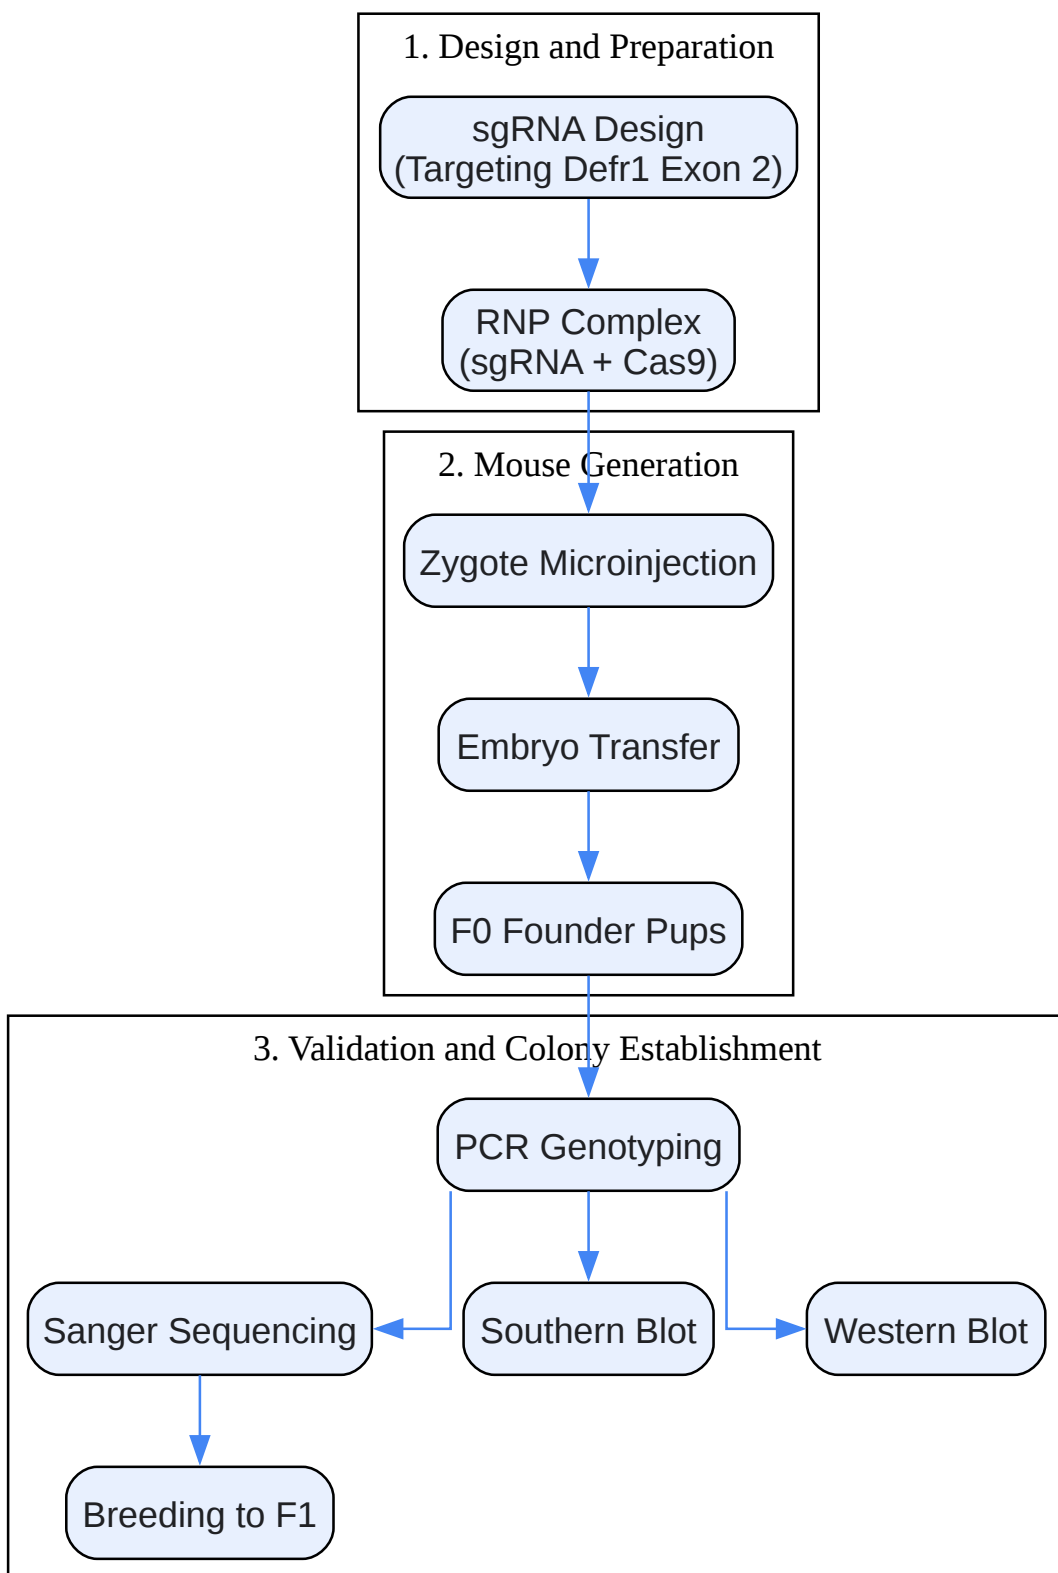 1. Design and Preparation
sgRNA Design
(Targeting Defr1 Exon 2)
RNP Complex
(sgRNA + Cas9)
2. Mouse Generation
Zygote Microinjection
Embryo Transfer
F0 Founder Pups
3. Validation and Colony Establishment
PCR Genotyping
Sanger Sequencing
Southern Blot
Western Blot
Breeding to F1